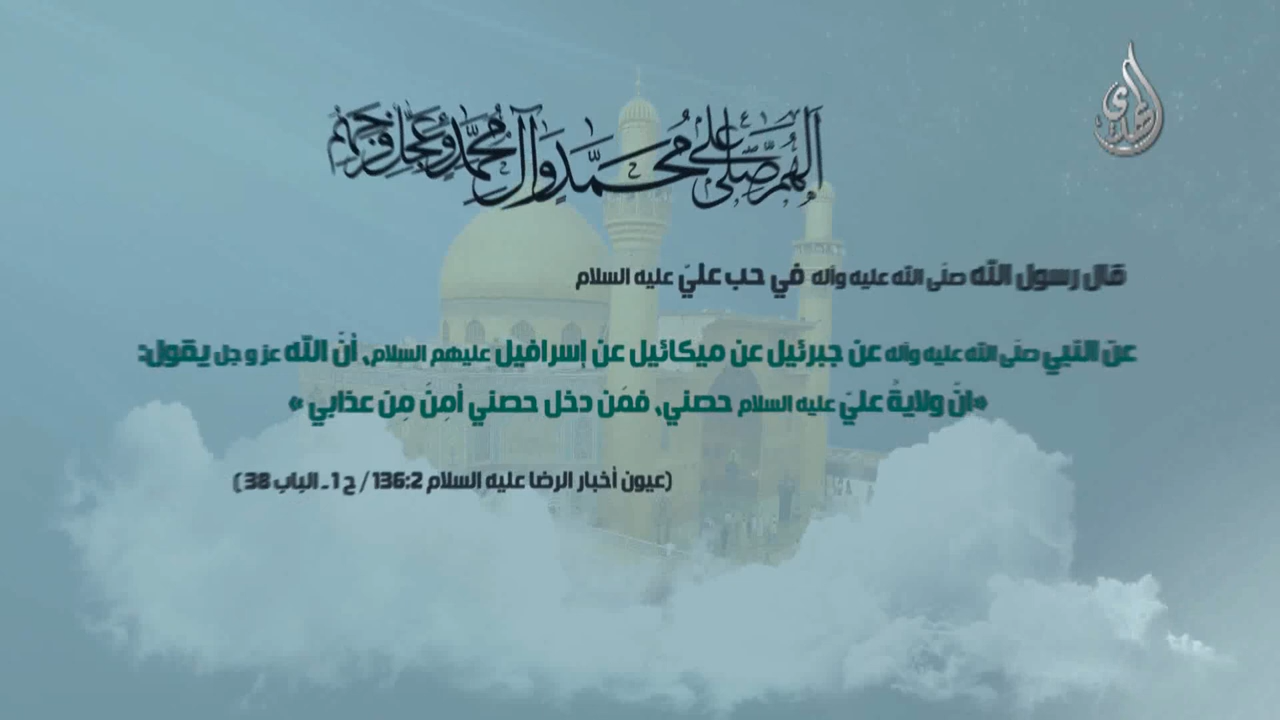 اللهم صل على محمد وآل محمد وعجل فرجهم
المهدي
قال رسول الله صلّى الله عليه وآله في حب عليّ عليه السلام
عن النبي صلّى الله عليه وآله عن جبرئيل عن ميكائيل عن إسرافيل عليهم السلام، أنّ الله عز و جل يقول:
«انّ ولايةُ عليّ عليه السلام حصني، فمَن دخل حصني أمِنَ مِن عذابي »
(عيون أخبار الرضا عليه السلام 136:2 / ح 1 ـ الباب 38 )